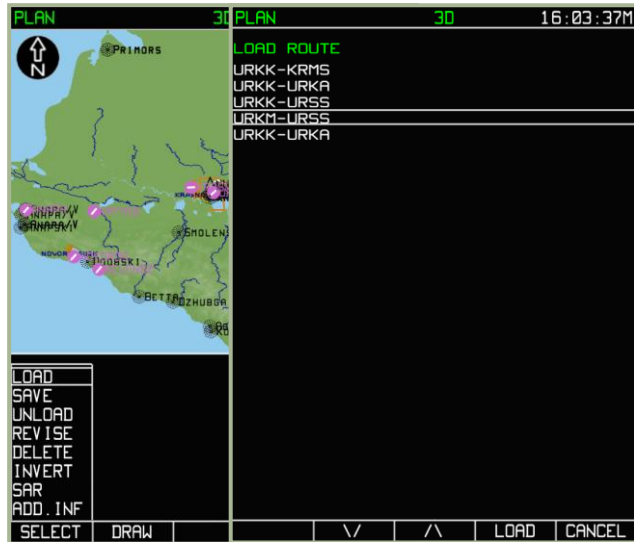 PLAN
3D
N
PRIMORS
SMOLEN
BETTA
DZHUBGA
LOAD
SAVE
UNLOAD
REVISE
DELETE
INVERT
SAR
ADD.INF
SELECT DRAW
PLAN 3D 16:03:37M
LOAD ROUTE
URKK-KRMS
URKK-URKA
URKK-URSS
URKM-URSS
URKK-URKA
\/ /\ LOAD CANCEL